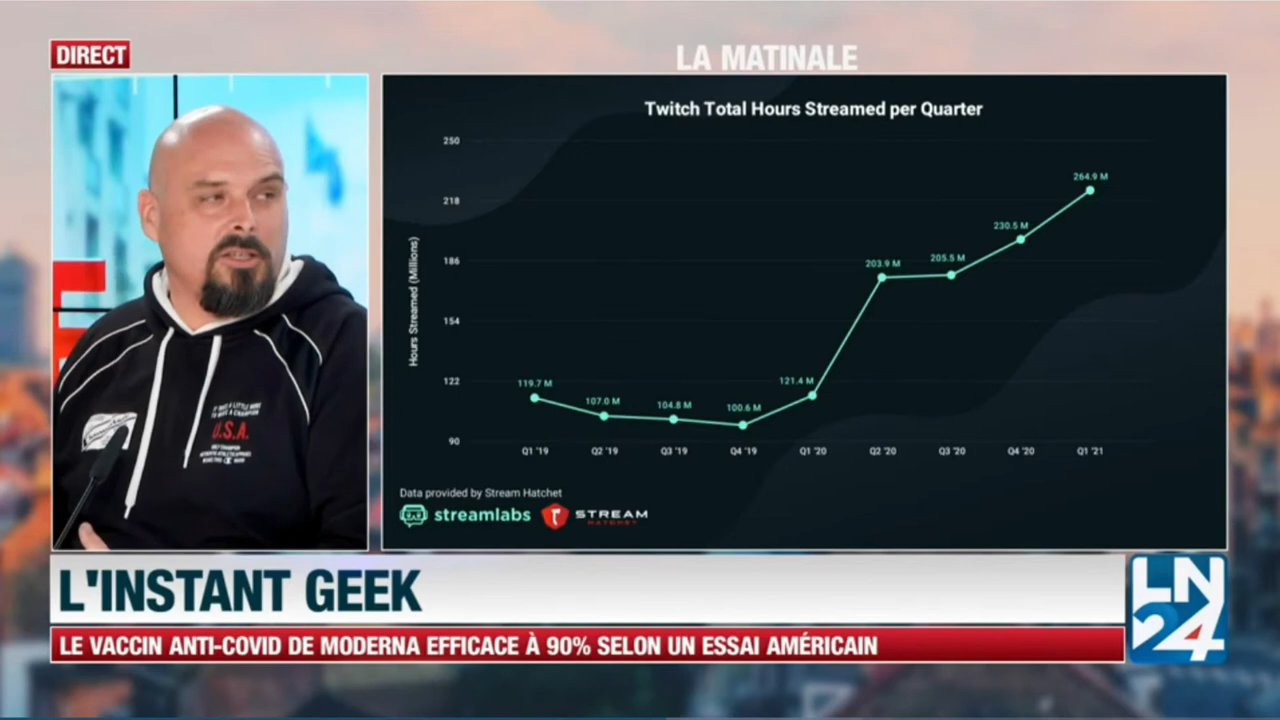 DIRECT
LA MATINALE
Twitch Total Hours Streamed per Quarter
250
218
186
154
122
90
Hours Streamed (Millions)
119.7 M
107.0 M
104.8 M
100.6 M
121.4 M
203.9 M
205.5 M
230.5 M
264.9 M
Q1 '19
Q2 '19
Q3 '19
Q4 '19
Q1 '20
Q2 '20
Q3 '20
Q4 '20
Q1 '21
Data provided by Stream Hatchet
streamlabs
STREAM
HATCHET
U.S.A.
L'INSTANT GEEK
LE VACCIN ANTI-COVID DE MODERNA EFFICACE À 90% SELON UN ESSAI AMÉRICAIN
LN
24